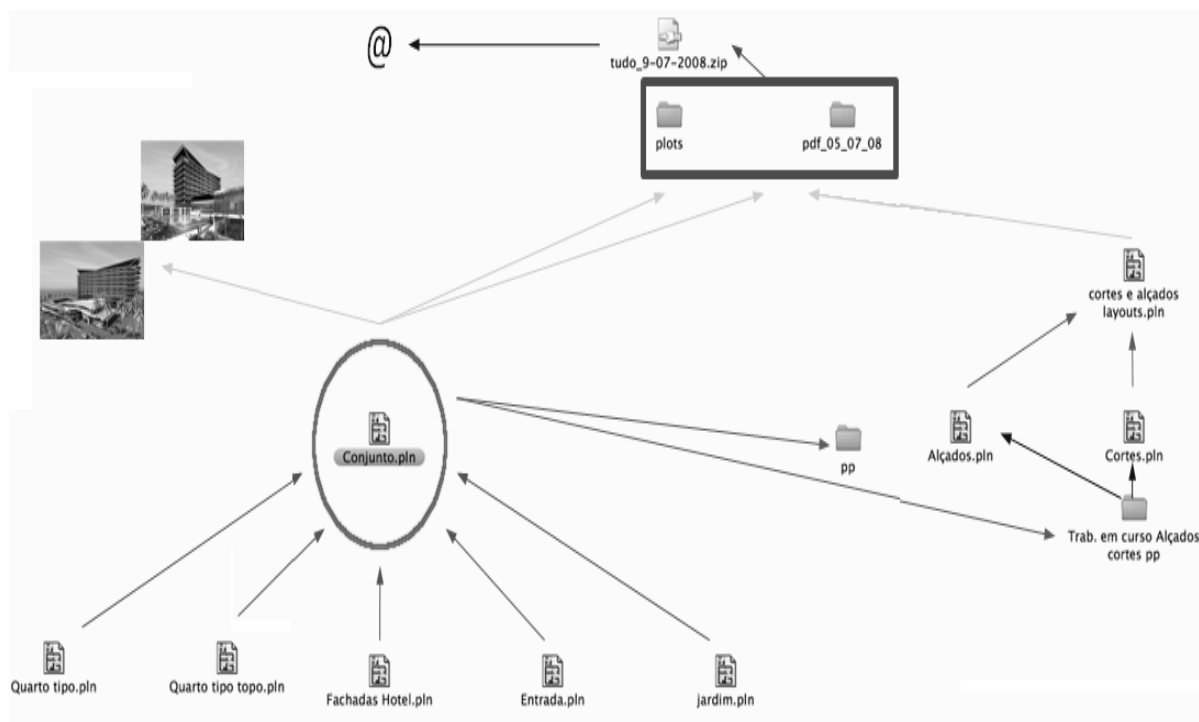 @
tudo_9-07-2008.zip
plots
pdf_05_07_08
cortes e alçados
layouts.pln
Conjunto.pln
pp
Alçados.pln
Cortes.pln
Trab. em curso Alçados
cortes pp
Quarto tipo.pln
Quarto tipo topo.pln
Fachadas Hotel.pln
Entrada.pln
jardim.pln